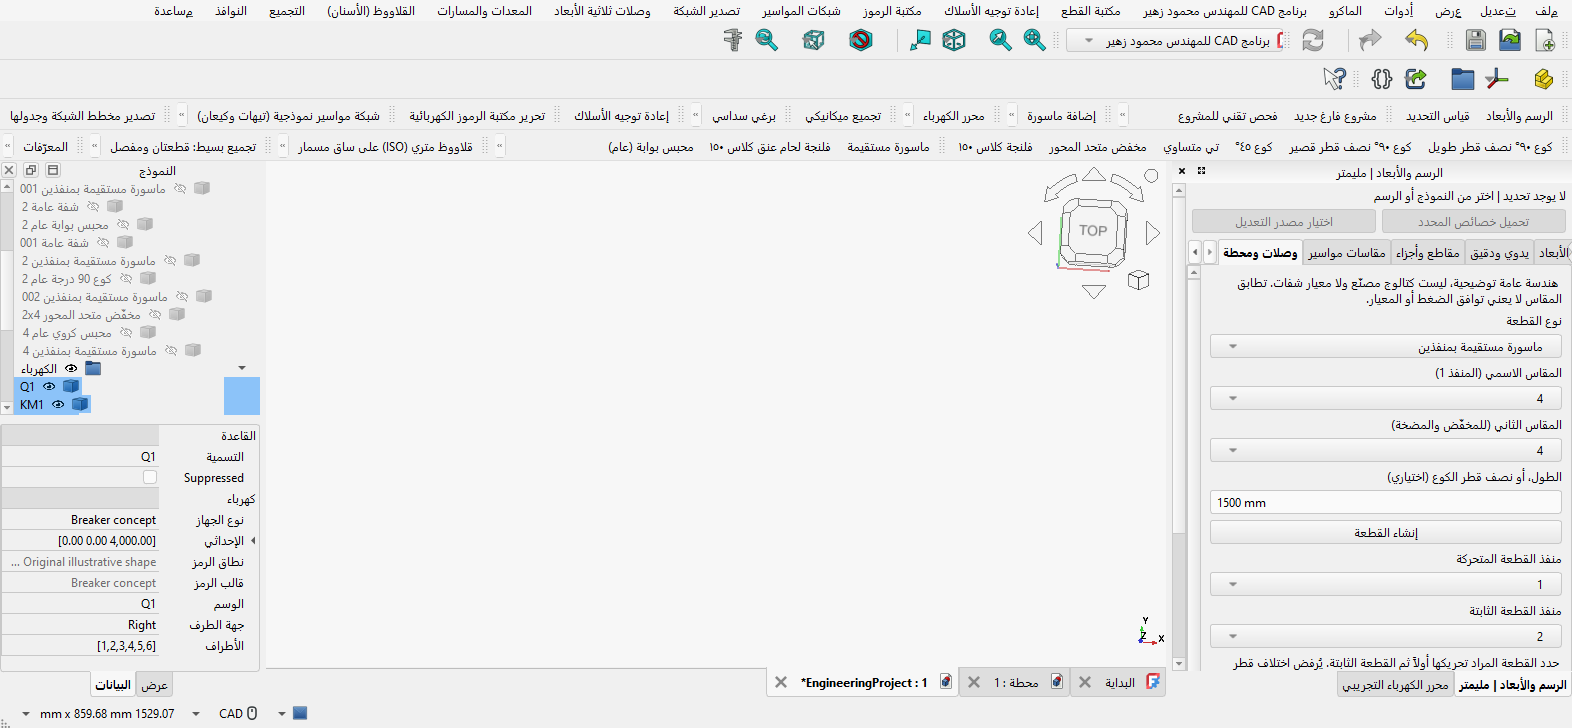 ملف تعديل عرض أدوات الماكرو برنامج CAD للمهندس محمود زهير مكتبة القطع إعادة توجيه الأسلاك مكتبة الرموز شبكات المواسير تصدير الشبكة وصلات ثلاثية الأبعاد المعدات والمسارات القلاووظ (الأسنان) التجميع النوافذ مساعدة
برنامج CAD للمهندس محمود زهير
الرسم والأبعاد قياس التحديد مشروع فارغ جديد فحص تقني للمشروع إضافة ماسورة محرر الكهرباء تجميع ميكانيكي برغي سداسي إعادة توجيه الأسلاك تحرير مكتبة الرموز الكهربائية شبكة مواسير نموذجية (تيهات وكيعان) تصدير مخطط الشبكة وجدولها
كوع ٩٠° نصف قطر طويل كوع ٩٠° نصف قطر قصير كوع ٤٥° تي متساوي مخفض متحد المحور فلنجة كلاس ١٥٠ ماسورة مستقيمة فلنجة لحام عنق كلاس ١٥٠ محبس بوابة (عام) قلاووظ متري (ISO) على ساق مسمار تجميع بسيط: قطعتان ومفصل المعرّفات
الرسم والأبعاد | مليمتر
لا يوجد تحديد | اختر من النموذج أو الرسم
تحميل خصائص المحدد اختيار مصدر التعديل
الأبعاد يدوي ودقيق مقاطع وأجزاء مقاسات مواسير وصلات ومحطة
هندسة عامة توضيحية، ليست كتالوج مصنّع ولا معيار شفات. تطابق
المقاس لا يعني توافق الضغط أو المعيار.
نوع القطعة
ماسورة مستقيمة بمنفذين
المقاس الاسمي (المنفذ 1)
4
المقاس الثاني (للمخفّض والمضخة)
4
الطول، أو نصف قطر الكوع (اختياري)
1500 mm
إنشاء القطعة
منفذ القطعة المتحركة
1
منفذ القطعة الثابتة
2
حدد القطعة المراد تحريكها أولاً ثم القطعة الثابتة. يُرفض اختلاف قطر
الرسم والأبعاد | مليمتر محرر الكهرباء التجريبي
TOP
Y
Z X
البداية
محطة : 1
EngineeringProject : 1*
النموذج
ماسورة مستقيمة بمنفذين 001
شفة عامة 2
محبس بوابة عام 2
شفة عامة 001
ماسورة مستقيمة بمنفذين 2
كوع 90 درجة عام 2
ماسورة مستقيمة بمنفذين 002
مخفّض متحد المحور 2x4
محبس كروي عام 4
ماسورة مستقيمة بمنفذين 4
الكهرباء
Q1
KM1
القاعدة
التسمية Q1
Suppressed
كهرباء
نوع الجهاز Breaker concept
الإحداثي [0.00 0.00 4,000.00]
نطاق الرمز Original illustrative shape ...
قالب الرمز Breaker concept
الوسم Q1
جهة الطرف Right
الأطراف [1,2,3,4,5,6]
عرض البيانات
CAD
mm x 859.68 mm 1529.07